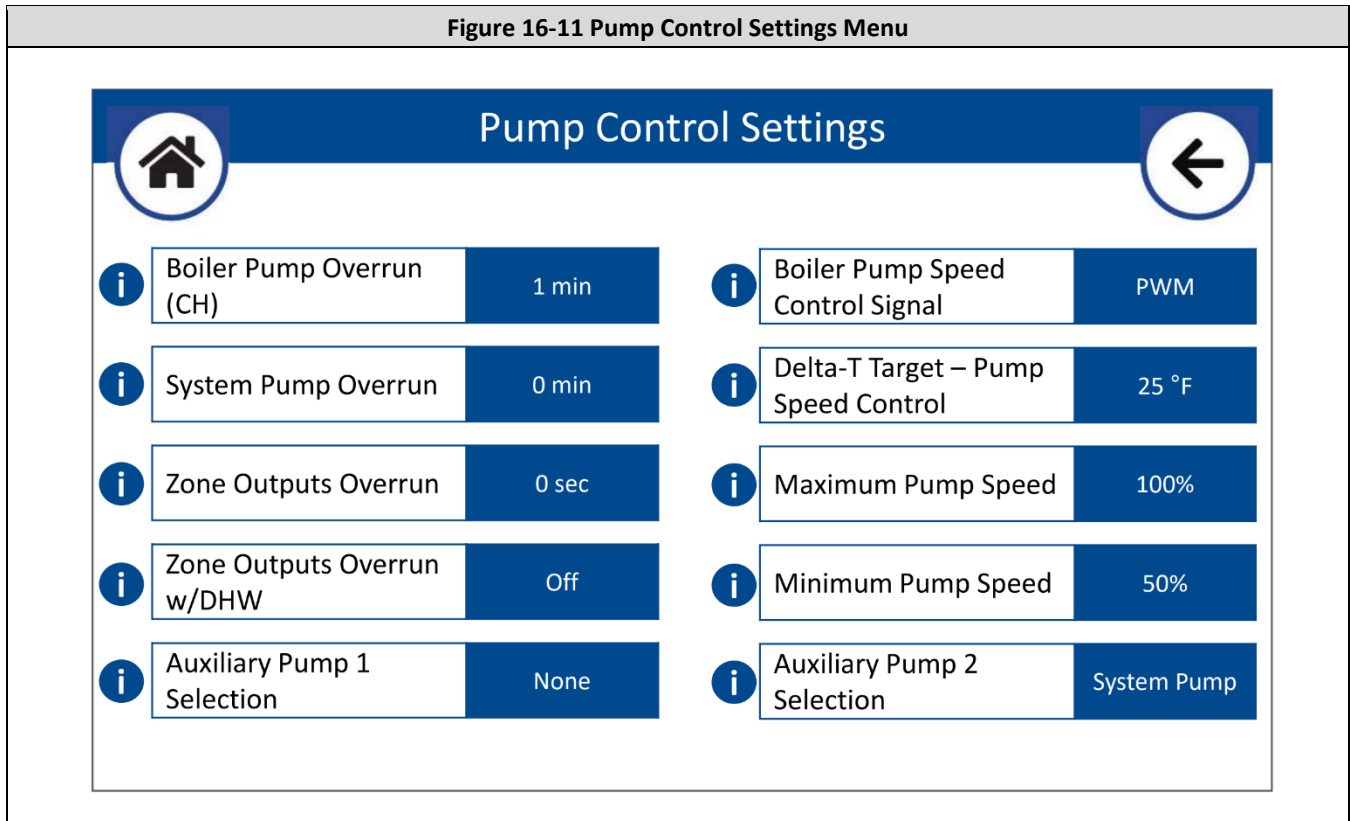 Figure 16-11 Pump Control Settings Menu
Pump Control Settings
i
Boiler Pump Overrun
(CH)
1 min
i
Boiler Pump Speed
Control Signal
PWM
i
System Pump Overrun
0 min
i
Delta-T Target – Pump
Speed Control
25 °F
i
Zone Outputs Overrun
0 sec
i
Maximum Pump Speed
100%
i
Zone Outputs Overrun
w/DHW
Off
i
Minimum Pump Speed
50%
i
Auxiliary Pump 1
Selection
None
i
Auxiliary Pump 2
Selection
System Pump